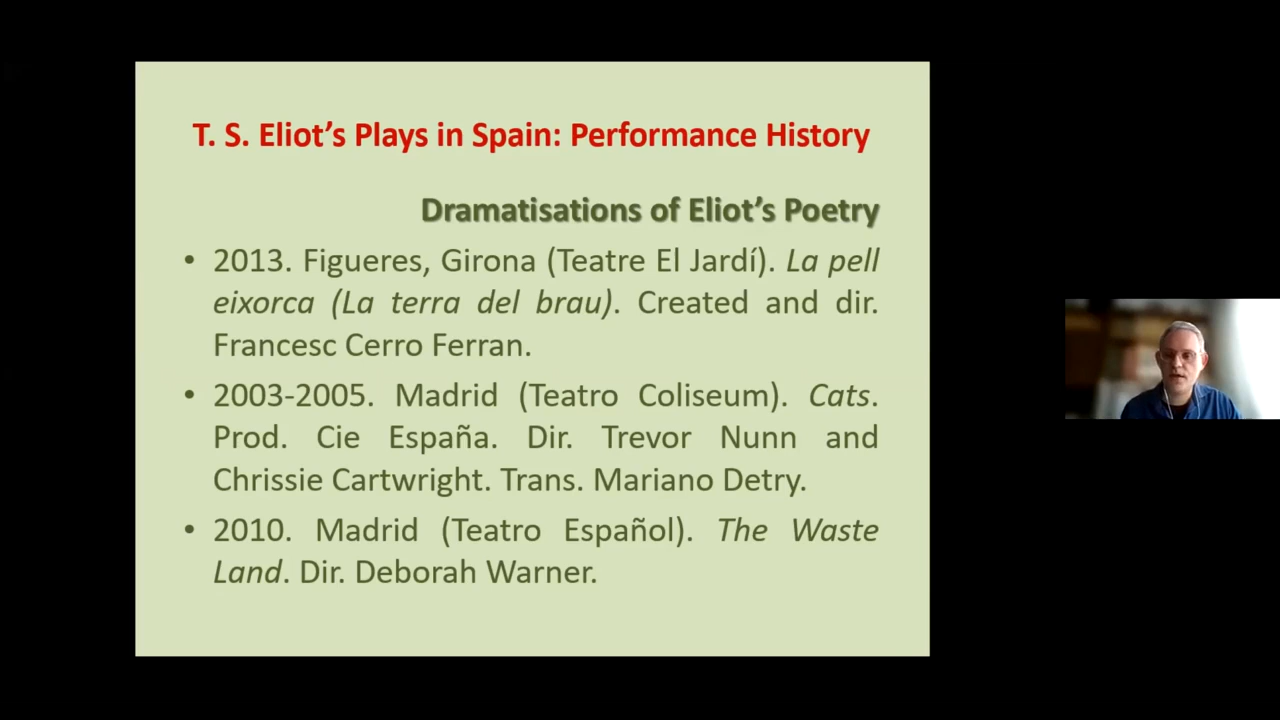 T. S. Eliot’s Plays in Spain: Performance History
Dramatisations of Eliot’s Poetry
• 2013. Figueres, Girona (Teatre El Jardí). La pell
eixorca (La terra del brau). Created and dir.
Francesc Cerro Ferran.
• 2003-2005. Madrid (Teatro Coliseum). Cats.
Prod. Cie España. Dir. Trevor Nunn and
Chrissie Cartwright. Trans. Mariano Detry.
• 2010. Madrid (Teatro Español). The Waste
Land. Dir. Deborah Warner.